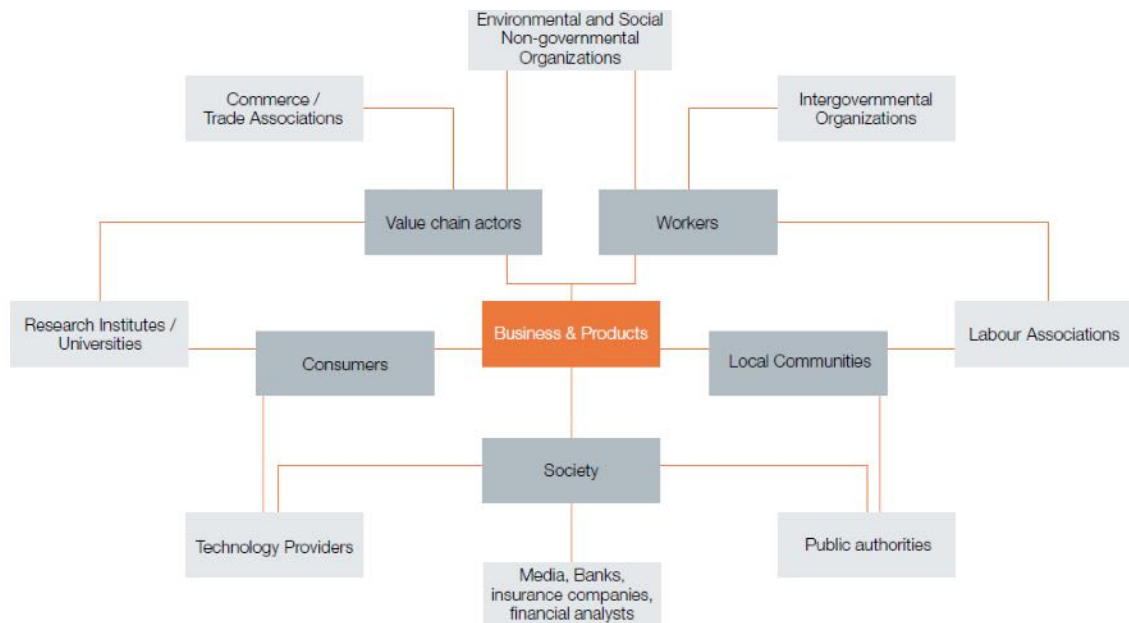 Environmental and Social
Non-governmental
Organizations
Commerce /
Trade Associations
Intergovernmental
Organizations
Value chain actors
Workers
Research Institutes /
Universities
Business & Products
Labour Associations
Consumers
Local Communities
Society
Technology Providers
Public authorities
Media, Banks,
insurance companies,
financial analysts